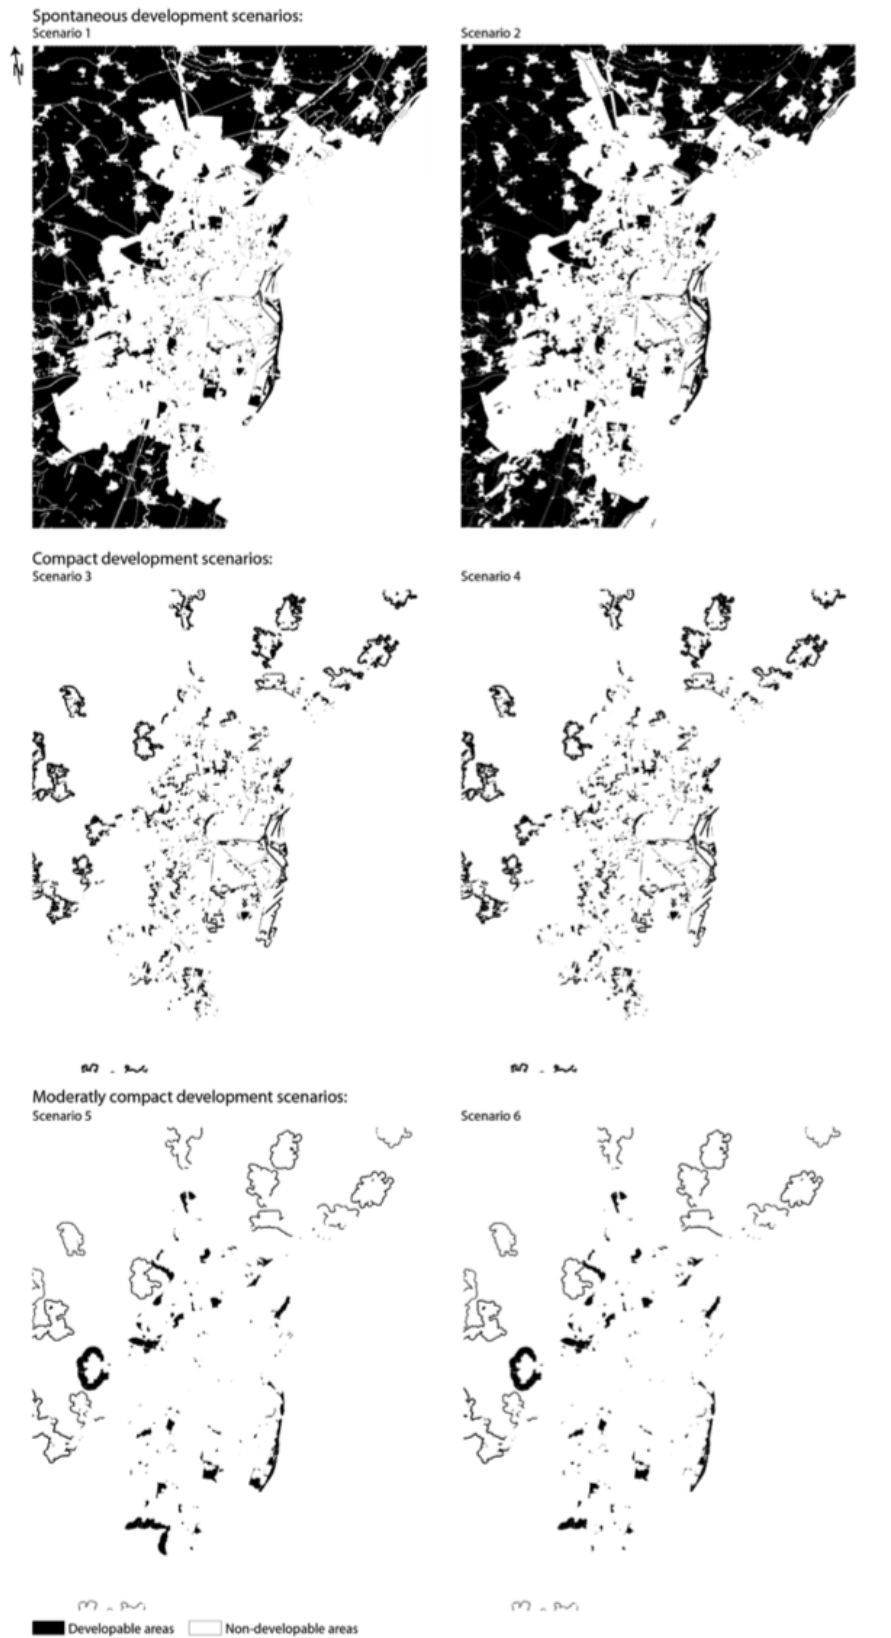 Spontaneous development scenarios:
Scenario 1
Scenario 2
N
Compact development scenarios:
Scenario 3
Scenario 4
Moderatly compact development scenarios:
Scenario 5
Scenario 6
Developable areas
Non-developable areas